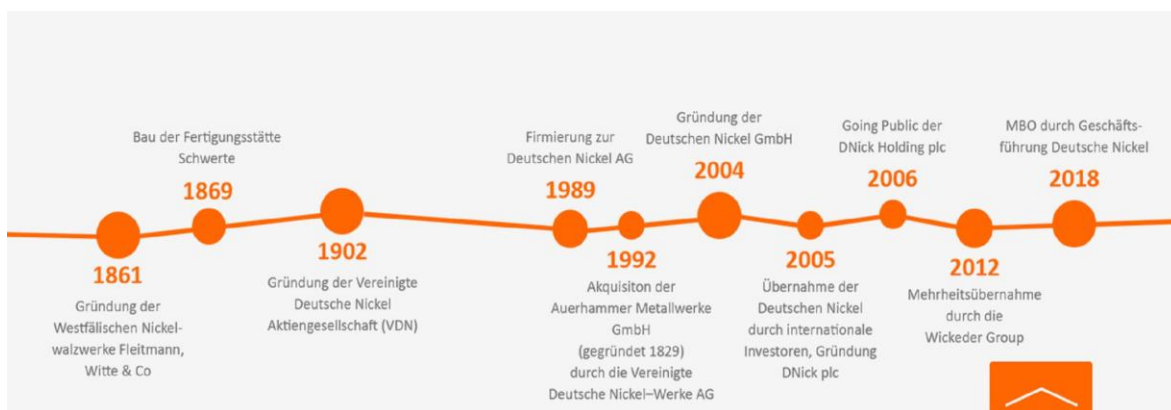 1861
Gründung der
Westfälischen Nickel-
walzwerke Fleitmann,
Witte & Co
Bau der Fertigungsstätte
Schwerte
1869
1902
Gründung der Vereinigte
Deutsche Nickel
Aktiengesellschaft (VDN)
Firmierung zur
Deutschen Nickel AG
1989
1992
Akquisiton der
Auerhammer Metallwerke
GmbH
(gegründet 1829)
durch die Vereinigte
Deutsche Nickel–Werke AG
Gründung der
Deutschen Nickel GmbH
2004
2005
Übernahme der
Deutschen Nickel
durch internationale
Investoren, Gründung
DNick plc
Going Public der
DNick Holding plc
2006
2012
Mehrheitsübernahme
durch die
Wickeder Group
MBO durch Geschäfts-
führung Deutsche Nickel
2018